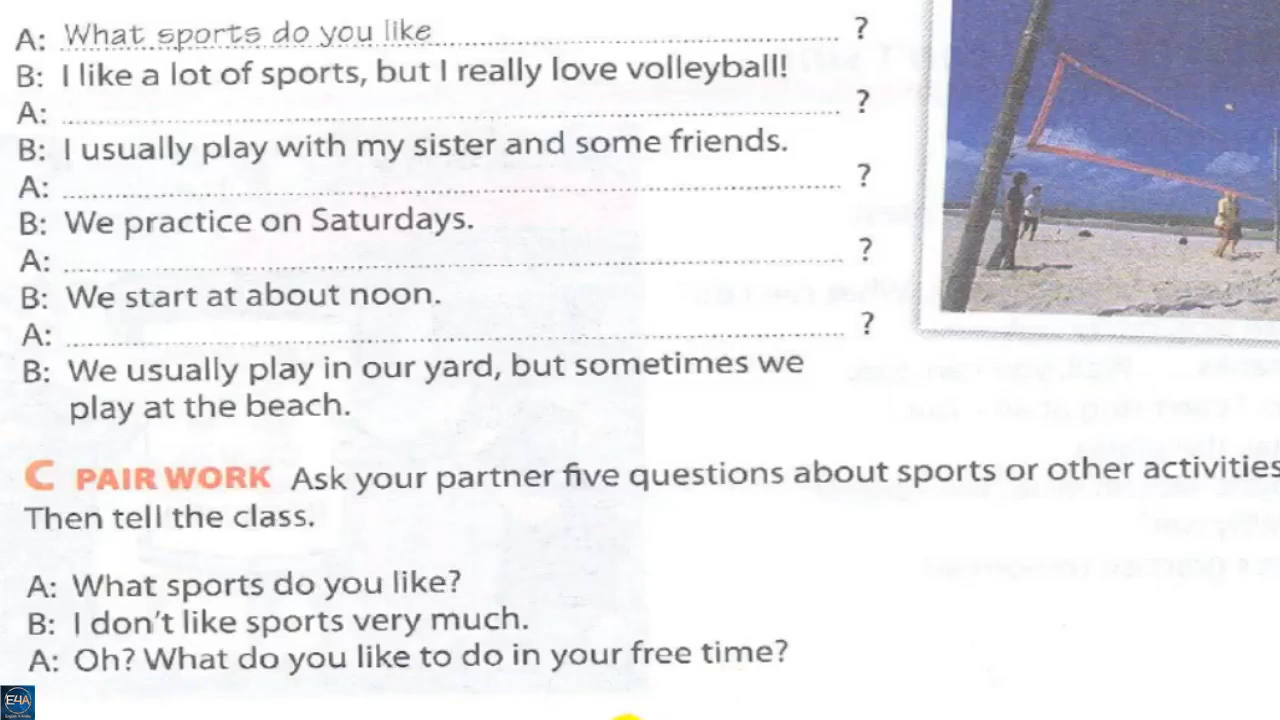 A: What sports do you like ?
B: I like a lot of sports, but I really love volleyball!
A: ?
B: I usually play with my sister and some friends.
A: ?
B: We practice on Saturdays.
A: ?
B: We start at about noon.
A: ?
B: We usually play in our yard, but sometimes we
play at the beach.
C PAIR WORK Ask your partner five questions about sports or other activities
Then tell the class.
A: What sports do you like?
B: I don't like sports very much.
A: Oh? What do you like to do in your free time?
E4A